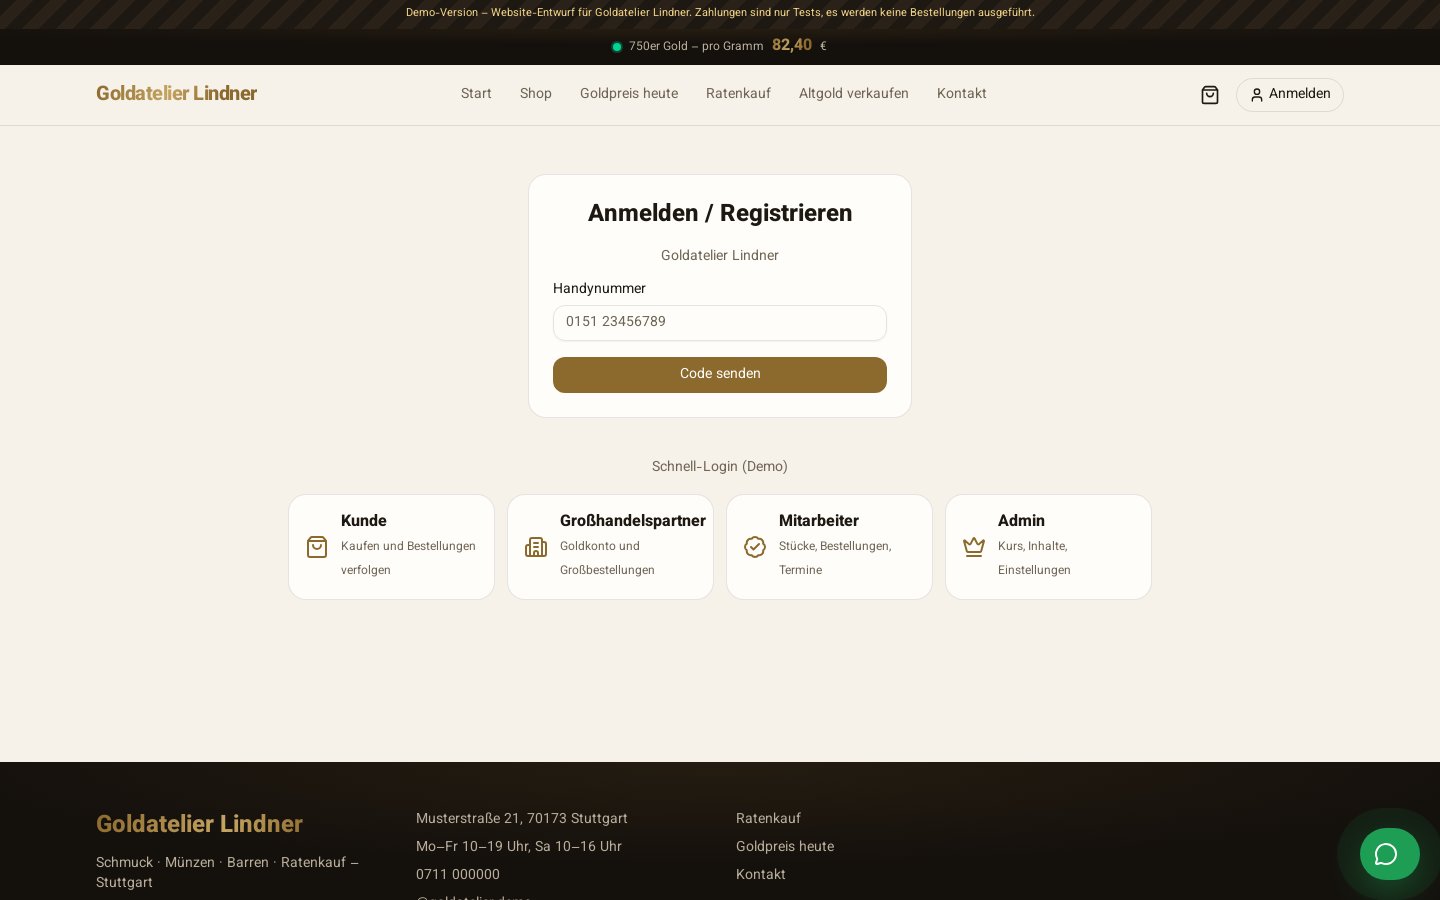 Demo-Version – Website-Entwurf für Goldatelier Lindner. Zahlungen sind nur Tests, es werden keine Bestellungen ausgeführt.
750er Gold – pro Gramm 82,40 €
Goldatelier Lindner
Start Shop Goldpreis heute Ratenkauf Altgold verkaufen Kontakt
Anmelden
Anmelden / Registrieren
Goldatelier Lindner
Handynummer
0151 23456789
Code senden
Schnell-Login (Demo)
Kunde
Kaufen und Bestellungen
verfolgen
Großhandelspartner
Goldkonto und
Großbestellungen
Mitarbeiter
Stücke, Bestellungen,
Termine
Admin
Kurs, Inhalte,
Einstellungen
Goldatelier Lindner
Schmuck · Münzen · Barren · Ratenkauf –
Stuttgart
Musterstraße 21, 70173 Stuttgart
Mo–Fr 10–19 Uhr, Sa 10–16 Uhr
0711 000000
Ratenkauf
Goldpreis heute
Kontakt